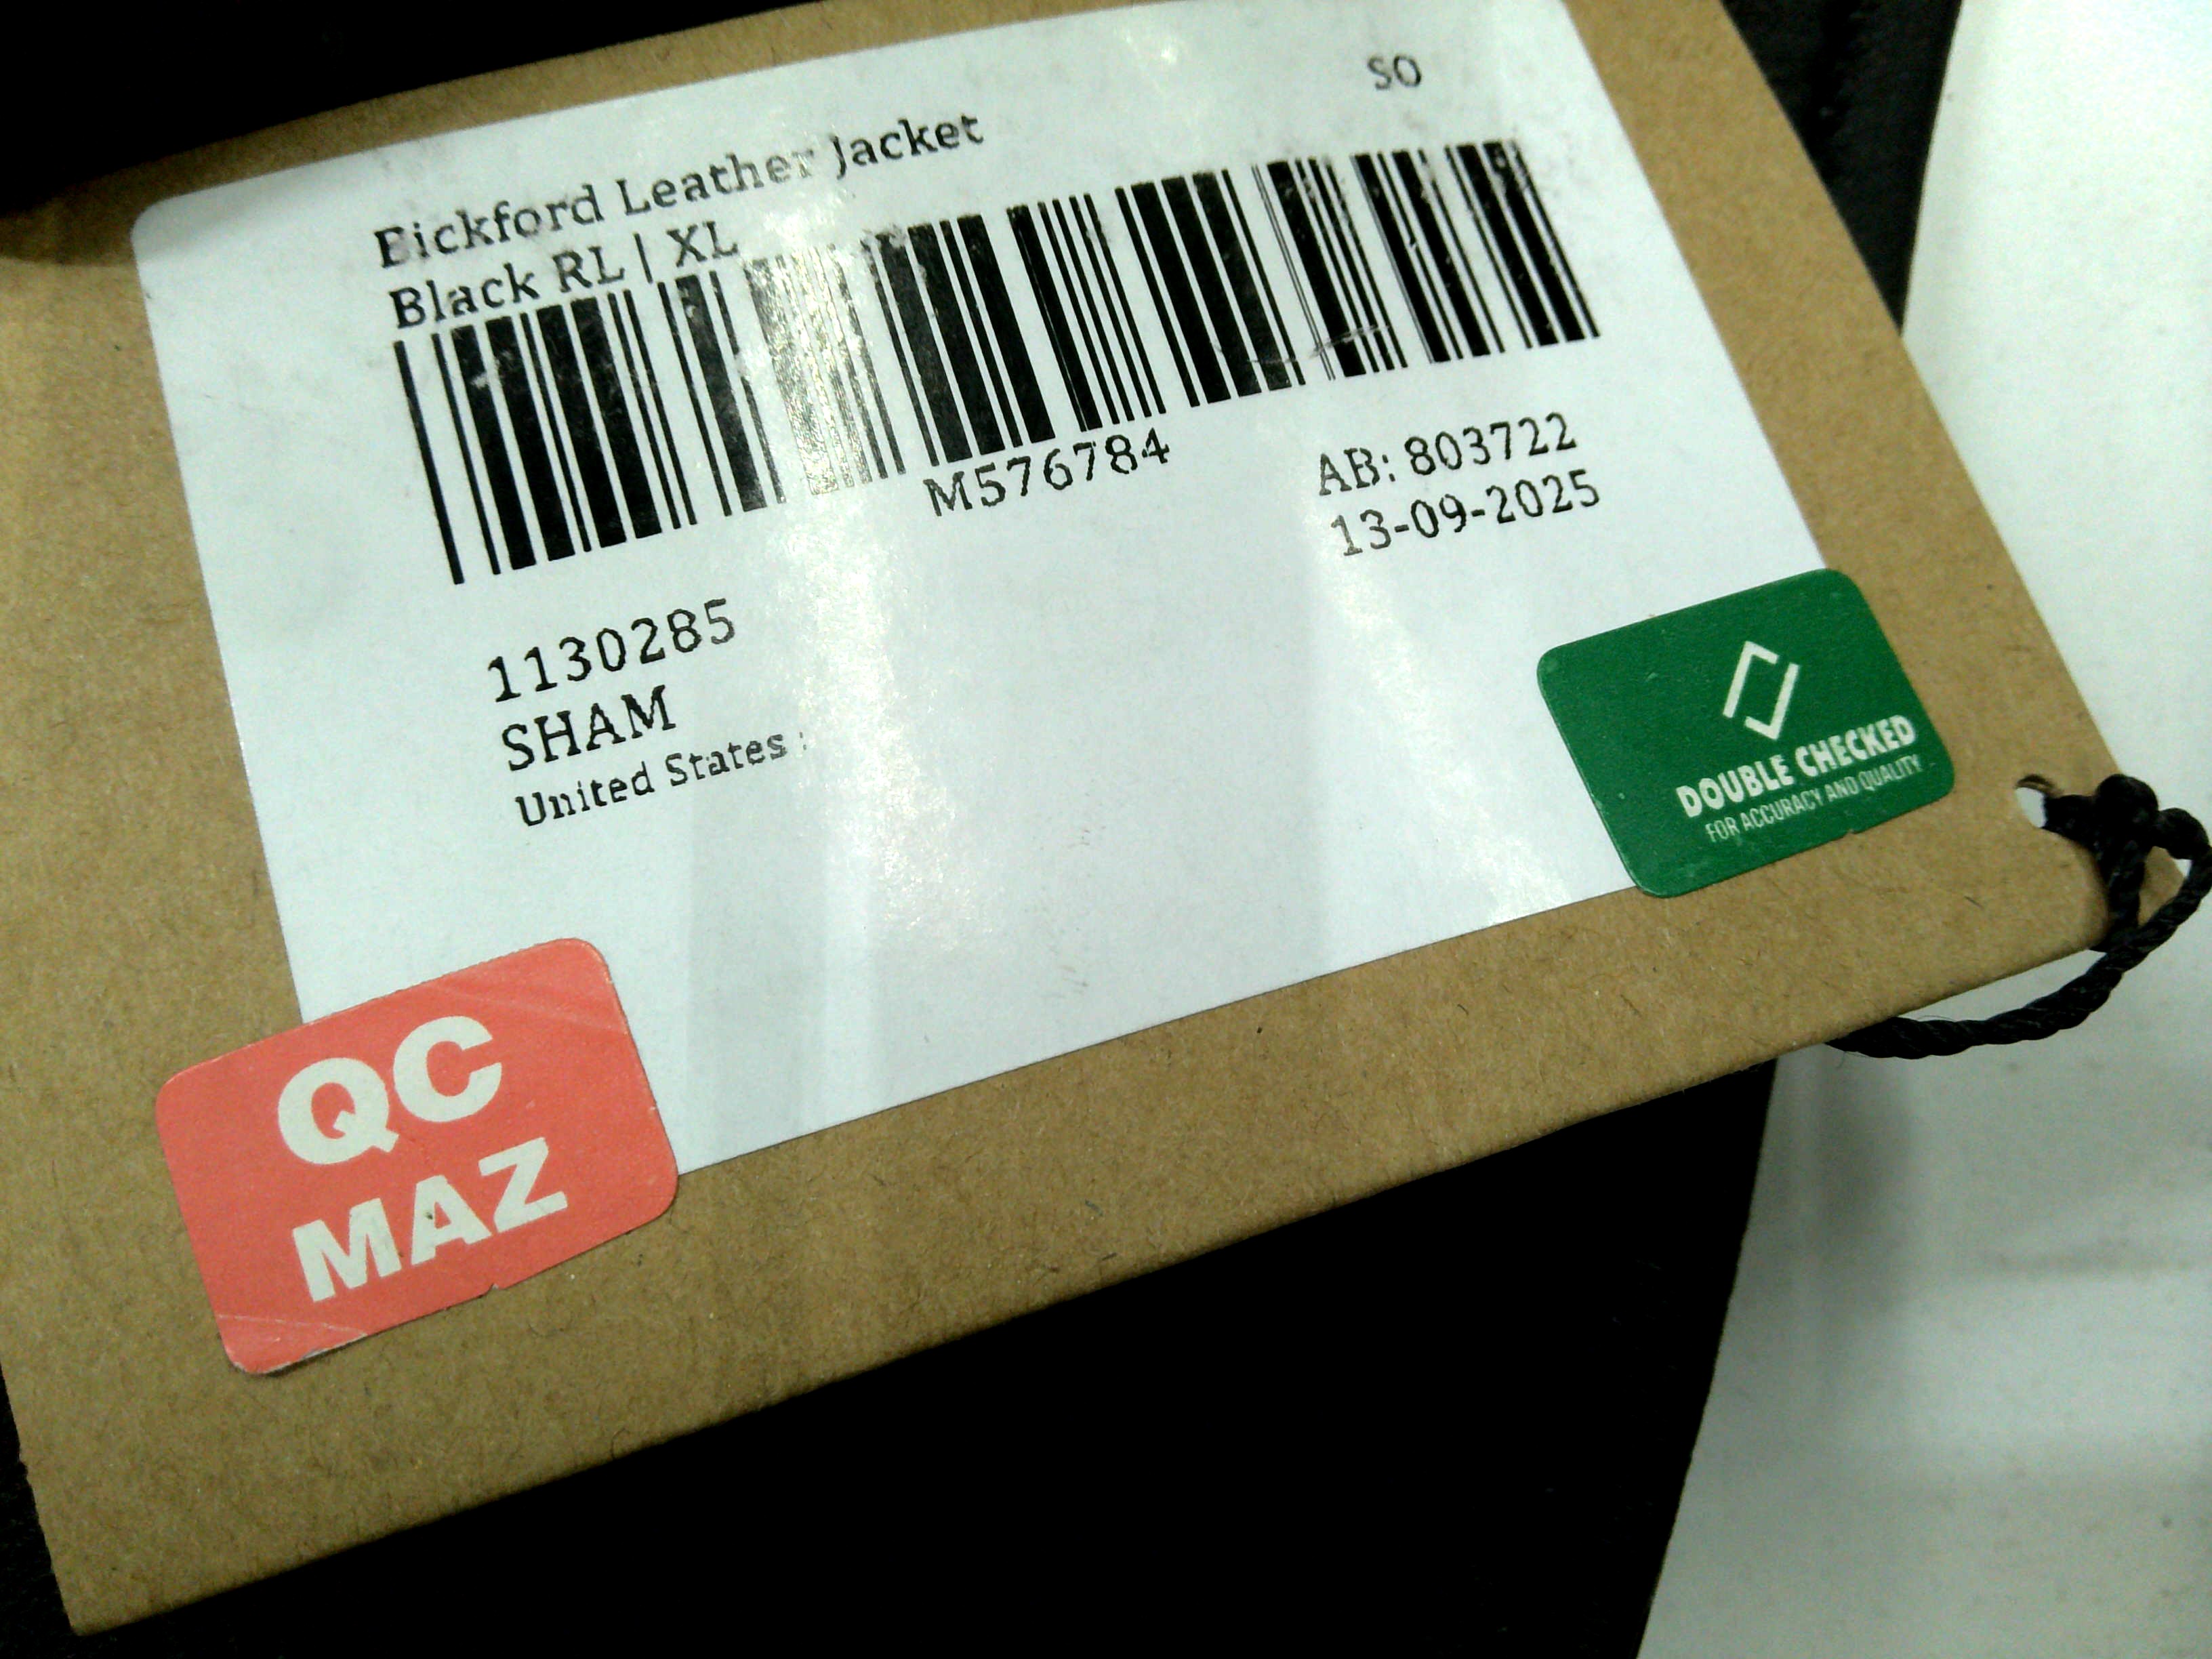 SO
Bickford Leather Jacket
Black RL | XL
M576784
AB: 803722
13-09-2025
1130285
SHAM
United States :
DOUBLE CHECKED
FOR ACCURACY AND QUALITY
QC
MAZ